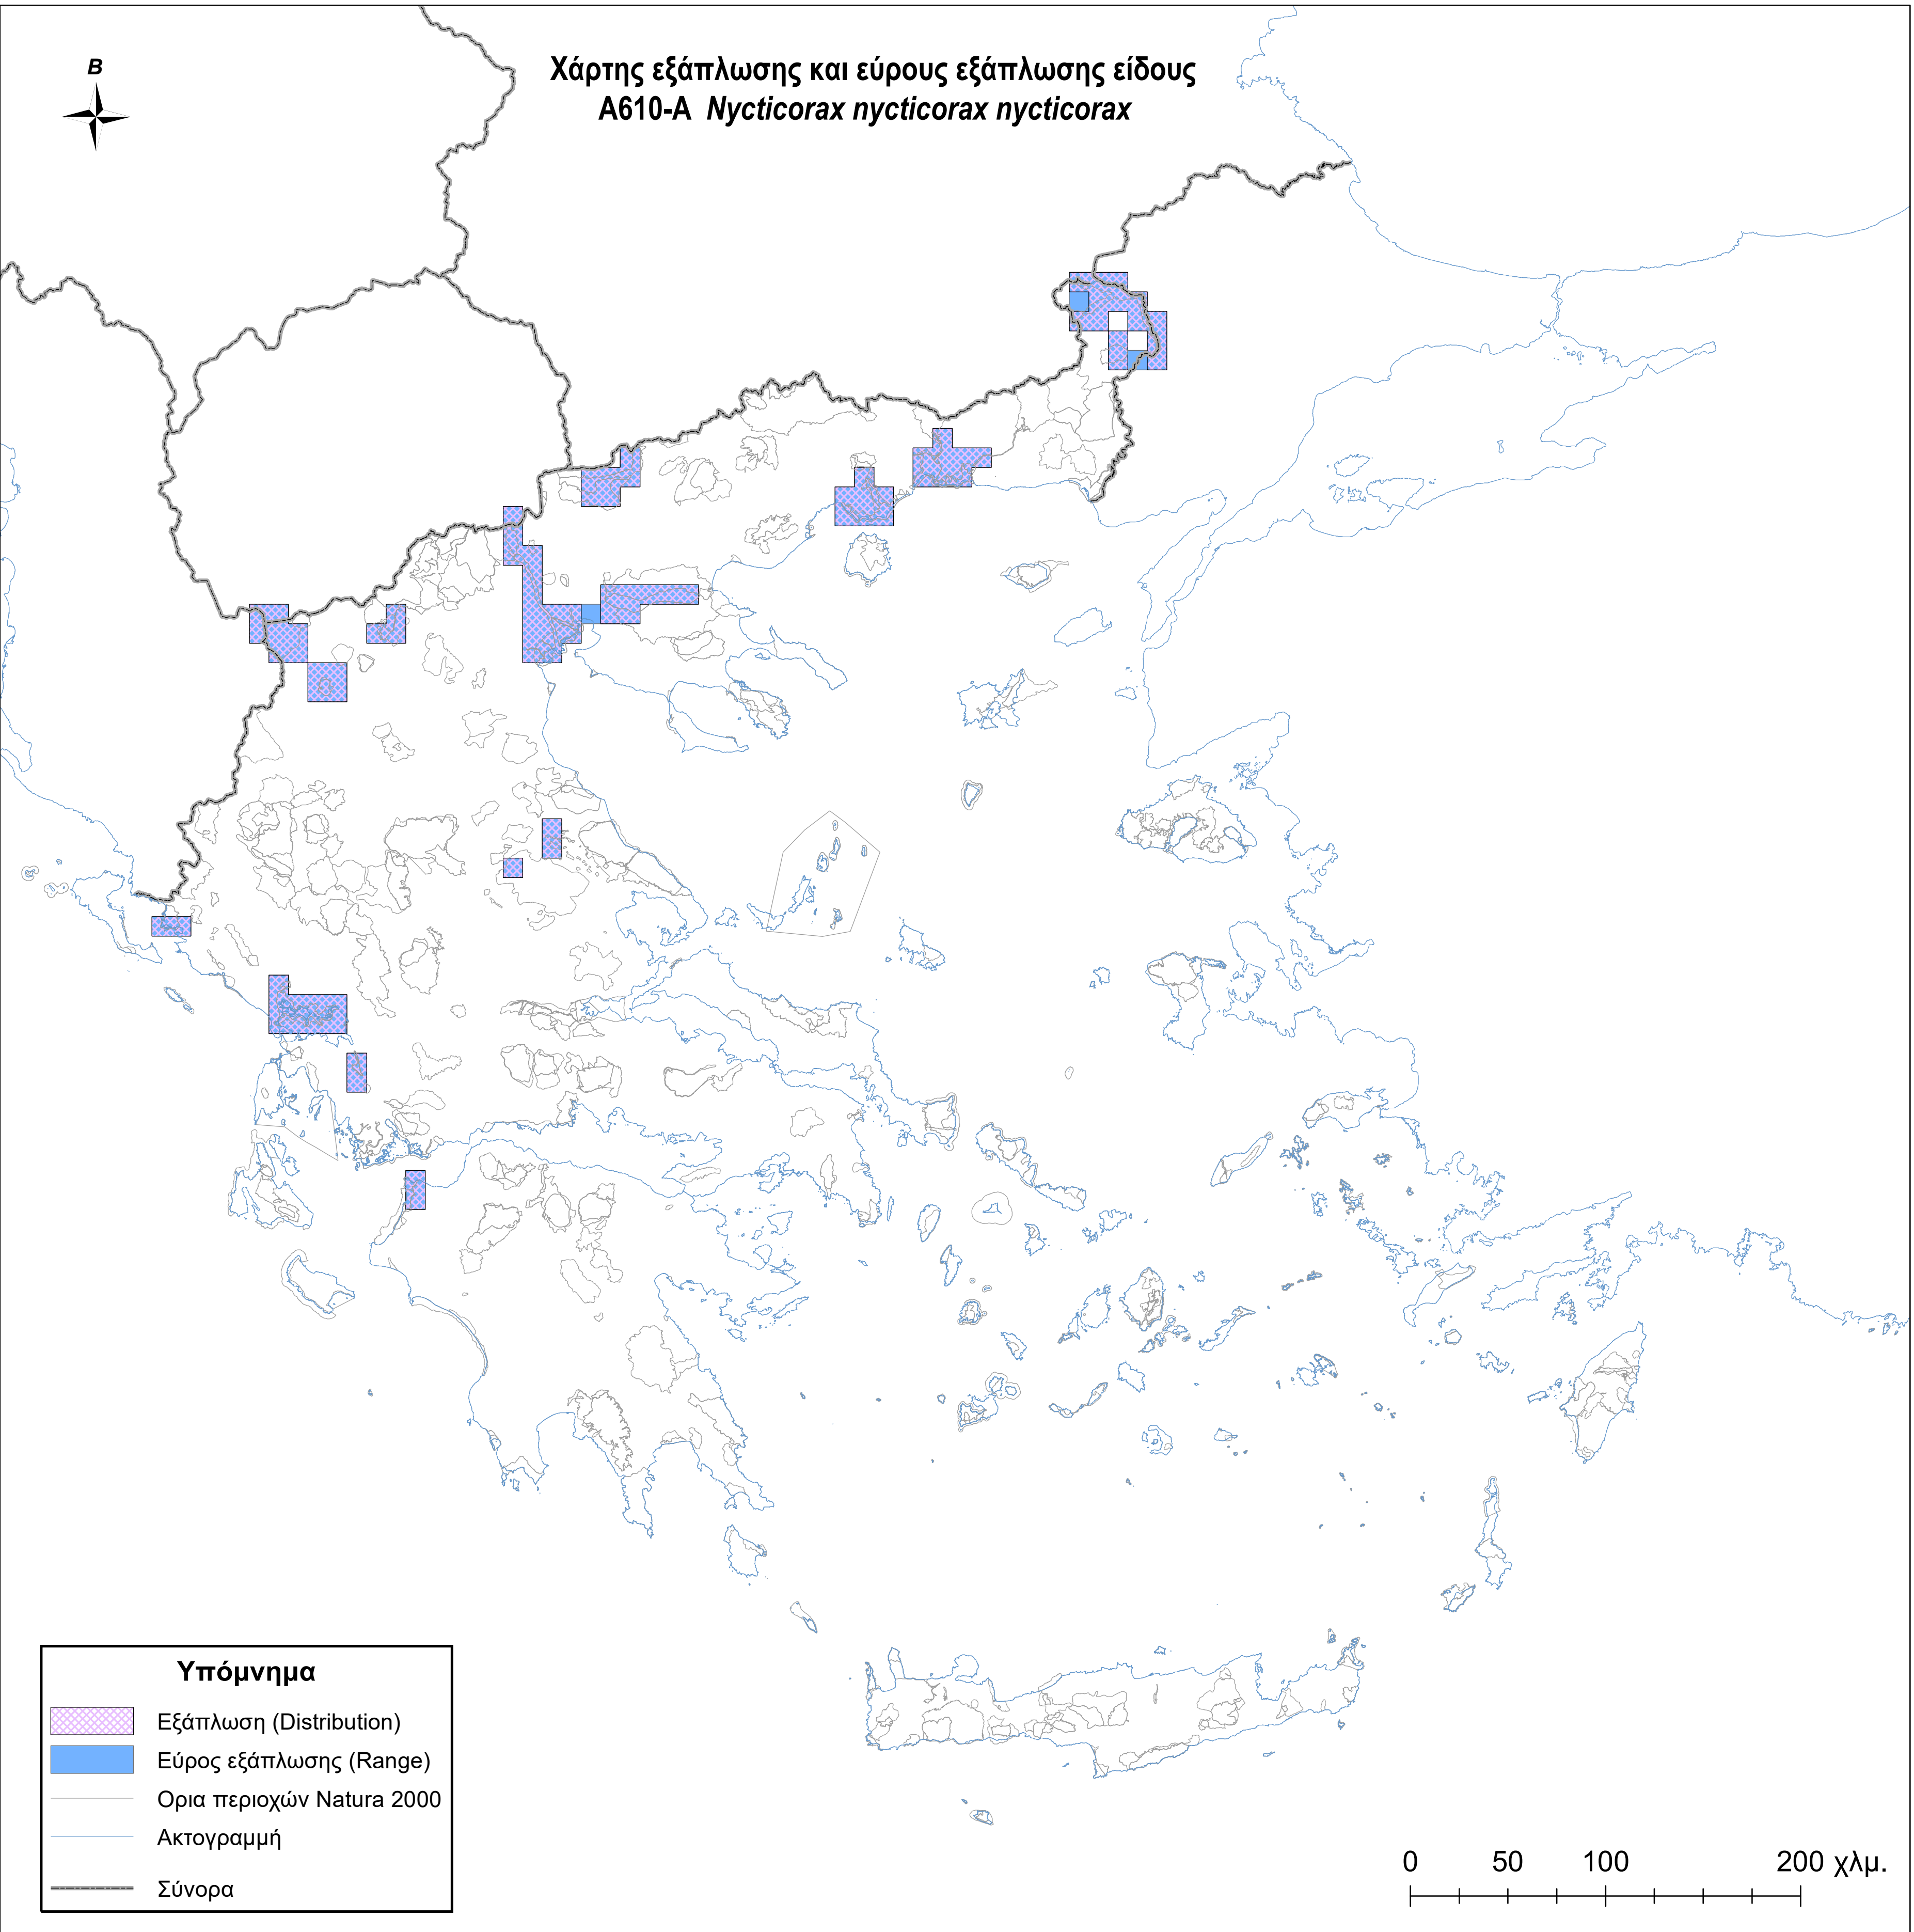 Χάρτης εξάπλωσης και εύρους εξάπλωσης είδους
A610-A Nycticorax nycticorax nycticorax
B
Υπόμνημα
Εξάπλωση (Distribution)
Εύρος εξάπλωσης (Range)
Ορια περιοχών Natura 2000
Ακτογραμμή
Σύνορα
0 50 100 200 χλμ.